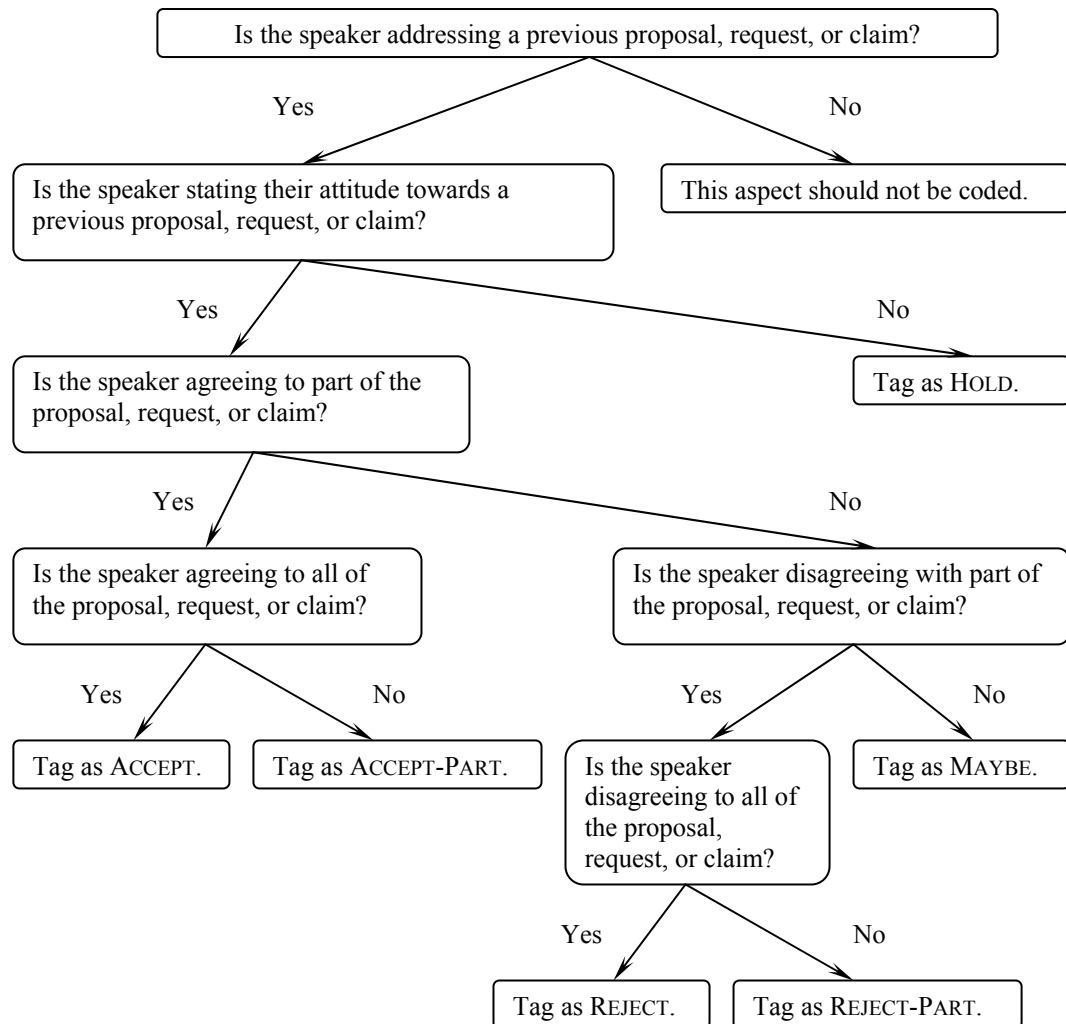 Is the speaker addressing a previous proposal, request, or claim?
Yes
No
Is the speaker stating their attitude towards a
previous proposal, request, or claim?
This aspect should not be coded.
Yes
No
Is the speaker agreeing to part of the
proposal, request, or claim?
Tag as HOLD.
Yes
No
Is the speaker agreeing to all of
the proposal, request, or claim?
Is the speaker disagreeing with part of
the proposal, request, or claim?
Yes
No
Yes
No
Tag as ACCEPT.
Tag as ACCEPT-PART.
Is the speaker
disagreeing to all of
the proposal,
request, or claim?
Tag as MAYBE.
Yes
No
Tag as REJECT.
Tag as REJECT-PART.